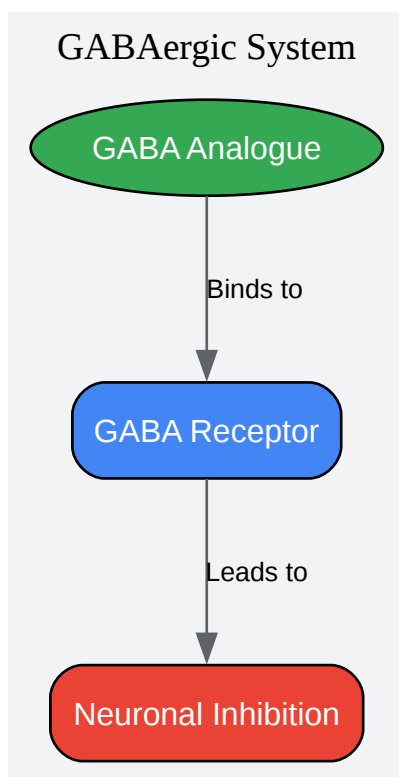 GABAergic System
GABA Analogue
Binds to
GABA Receptor
Leads to
Neuronal Inhibition